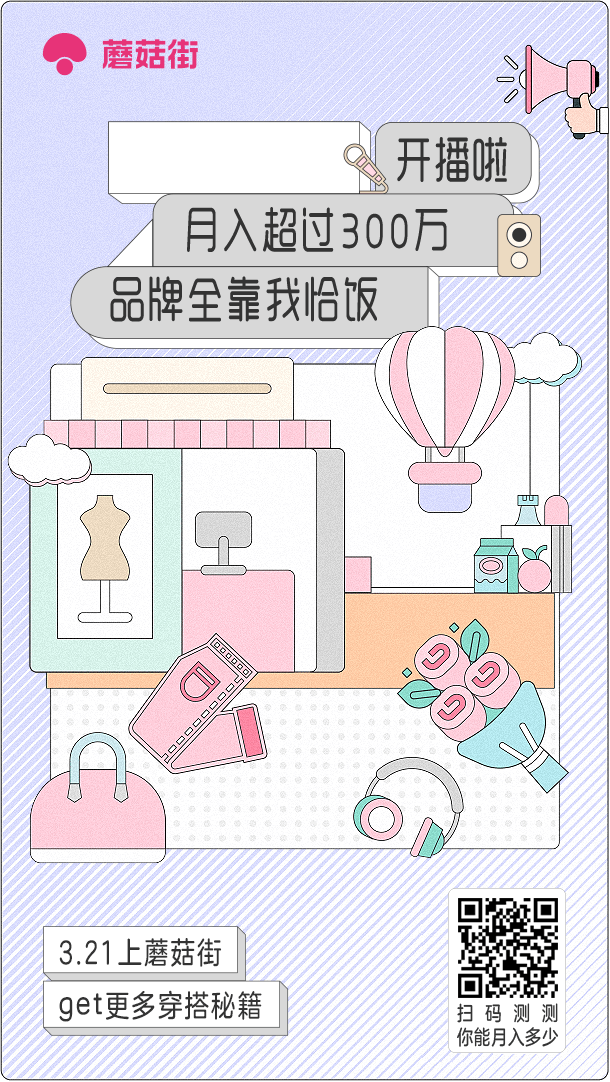 蘑菇街
开播啦
月入超过300万
品牌全靠我恰饭
3.21上蘑菇街
get更多穿搭秘籍
扫码测测
你能月入多少